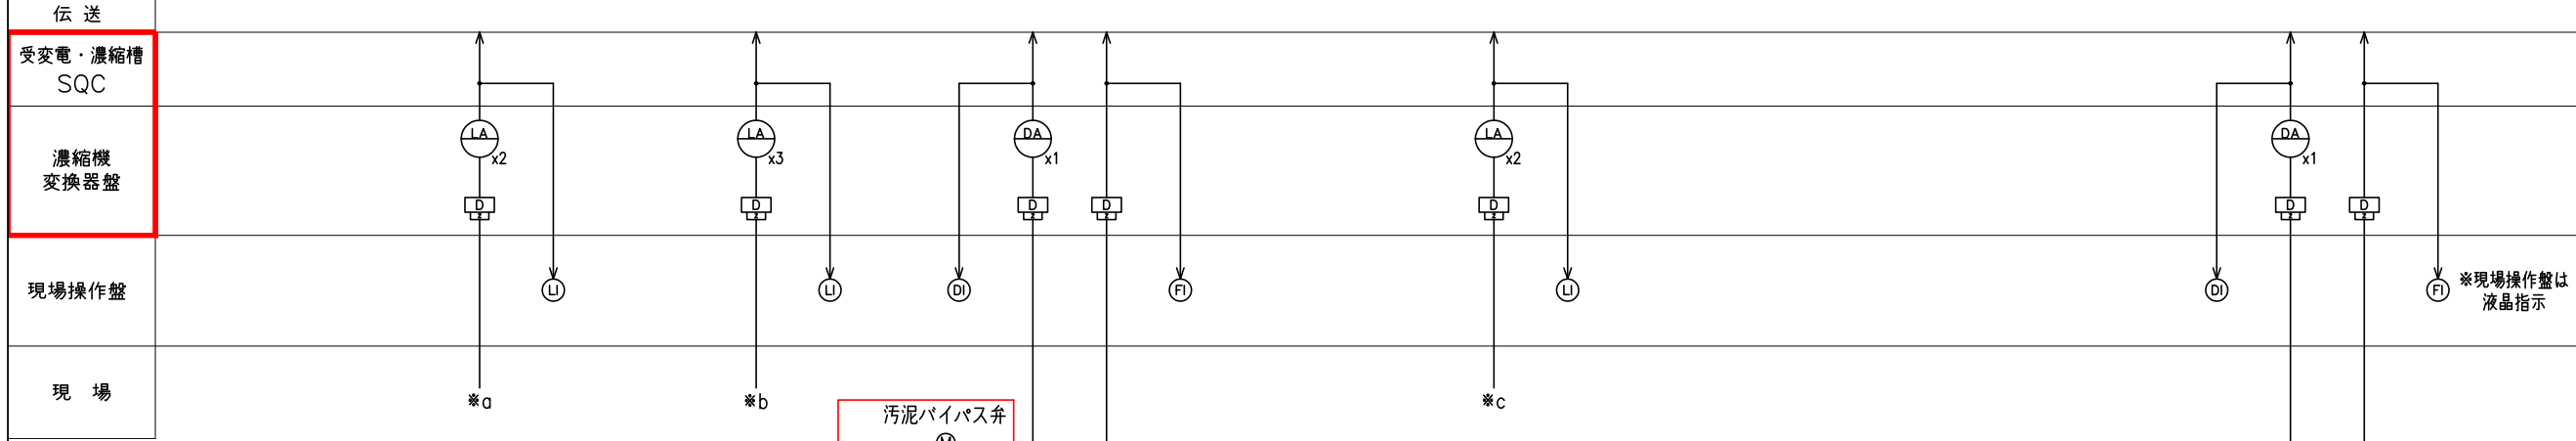 伝 送
受変電・濃縮槽
SQC
LA
x2
LA
x3
DA
x1
LA
x2
DA
x1
濃縮機
変換器盤
D
z
D
z
D
z
D
z
D
z
D
z
D
z
現場操作盤
LI
LI
DI
FI
LI
DI
FI
※現場操作盤は
液晶指示
現 場
※a
※b
※c
汚泥バイパス弁
M